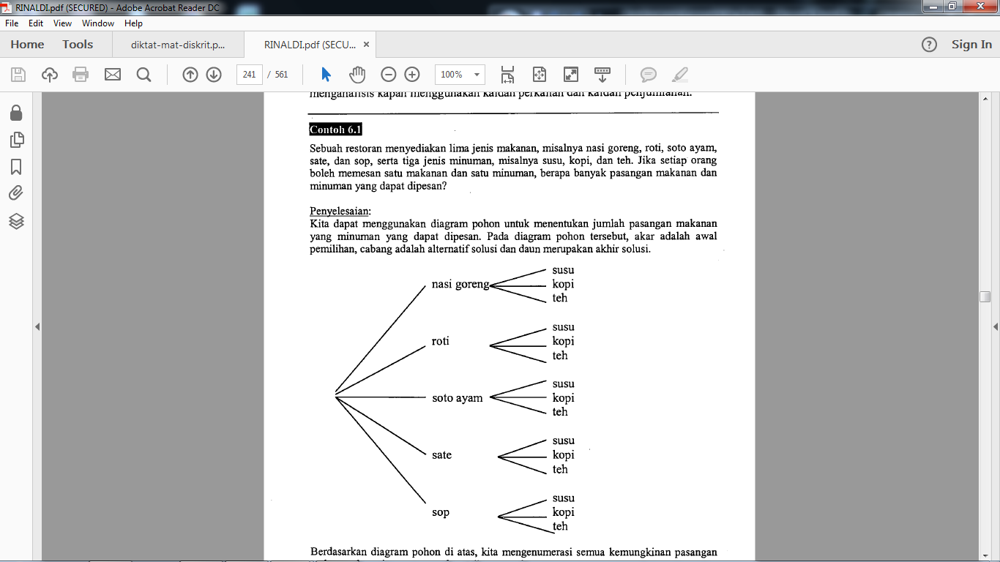 RINALDI.pdf (SECURED) - Adobe Acrobat Reader DC
File Edit View Window Help
Home Tools diktat-mat-diskrit.p... RINALDI.pdf (SECU... × Sign In
241 / 561 100%
menganalisis kapan menggunakan kaidah perkalian dan kaidah penjumlahan.
Contoh 6.1
Sebuah restoran menyediakan lima jenis makanan, misalnya nasi goreng, roti, soto ayam,
sate, dan sop, serta tiga jenis minuman, misalnya susu, kopi, dan teh. Jika setiap orang
boleh memesan satu makanan dan satu minuman, berapa banyak pasangan makanan dan
minuman yang dapat dipesan?
Penyelesaian:
Kita dapat menggunakan diagram pohon untuk menentukan jumlah pasangan makanan
yang minuman yang dapat dipesan. Pada diagram pohon tersebut, akar adalah awal
pemilihan, cabang adalah alternatif solusi dan daun merupakan akhir solusi.
susu
nasi goreng kopi
teh
susu
roti kopi
teh
susu
soto ayam kopi
teh
susu
sate kopi
teh
susu
sop kopi
teh
Berdasarkan diagram pohon di atas, kita mengenumerasi semua kemungkinan pasangan